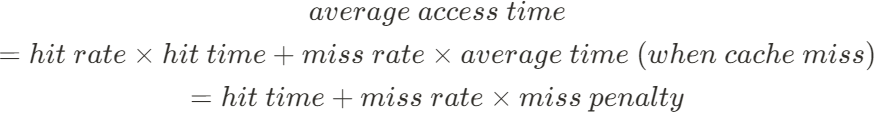 average access time
= hit rate × hit time + miss rate × average time (when cache miss)
= hit time + miss rate × miss penalty